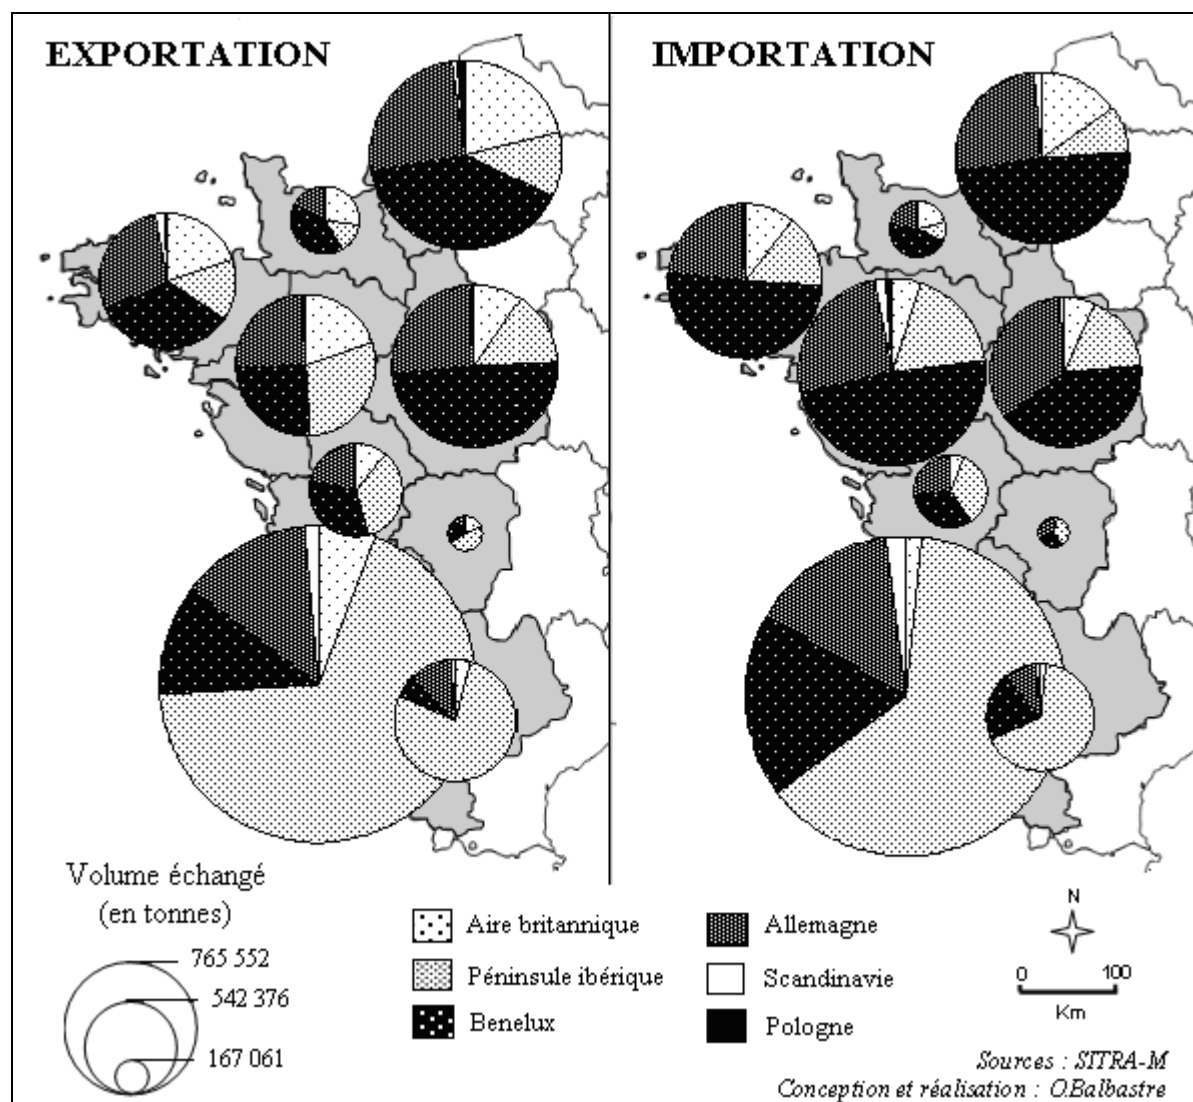 EXPORTATION
IMPORTATION
Volume échangé
(en tonnes)
765 552
542 376
167 061
Aire britannique
Péninsule ibérique
Benelux
Allemagne
Scandinavie
Pologne
N
0 100
Km
Sources : SITRA-M
Conception et réalisation : O.Balbastre